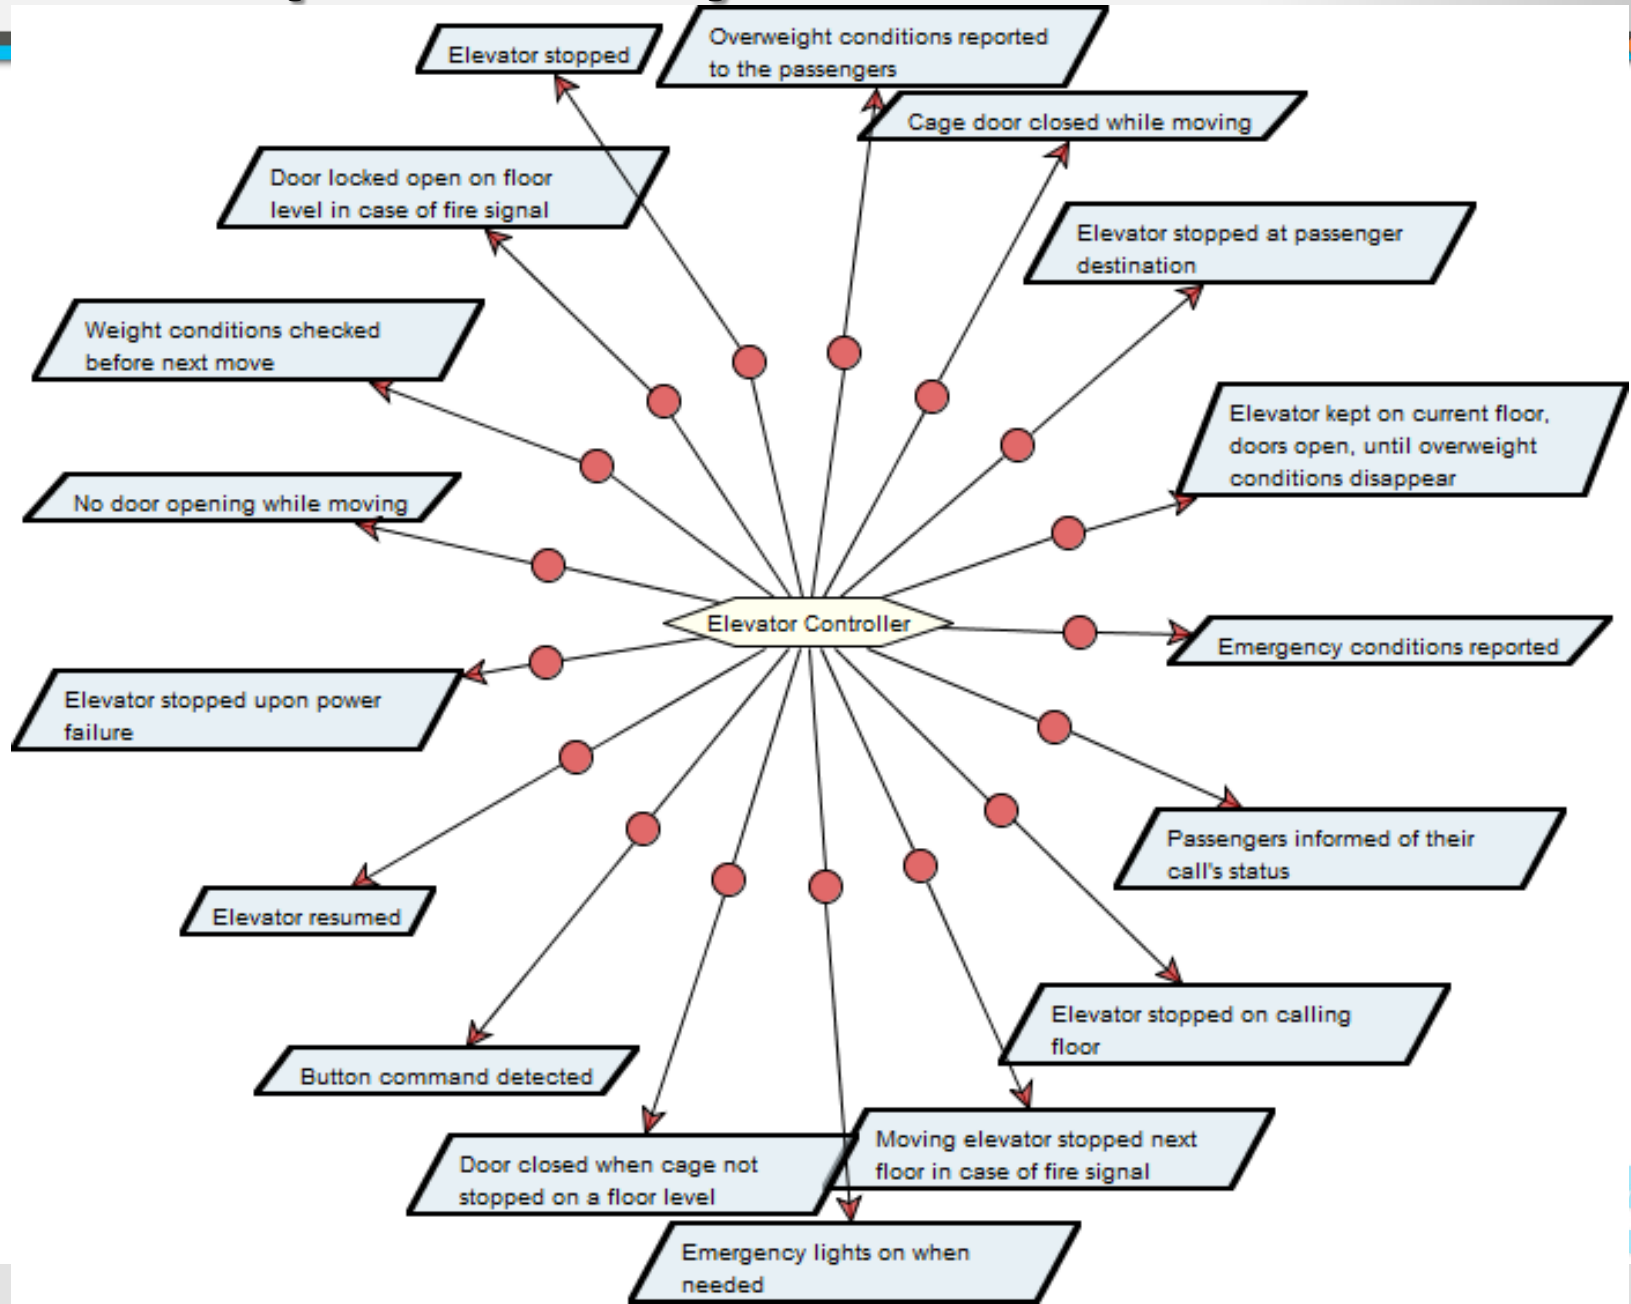 Elevator stopped
Overweight conditions reported
to the passengers
Cage door closed while moving
Door locked open on floor
level in case of fire signal
Elevator stopped at passenger
destination
Weight conditions checked
before next move
Elevator kept on current floor,
doors open, until overweight
conditions disappear
No door opening while moving
Elevator Controller
Emergency conditions reported
Elevator stopped upon power
failure
Passengers informed of their
call's status
Elevator resumed
Elevator stopped on calling
floor
Button command detected
Moving elevator stopped next
floor in case of fire signal
Door closed when cage not
stopped on a floor level
Emergency lights on when
needed